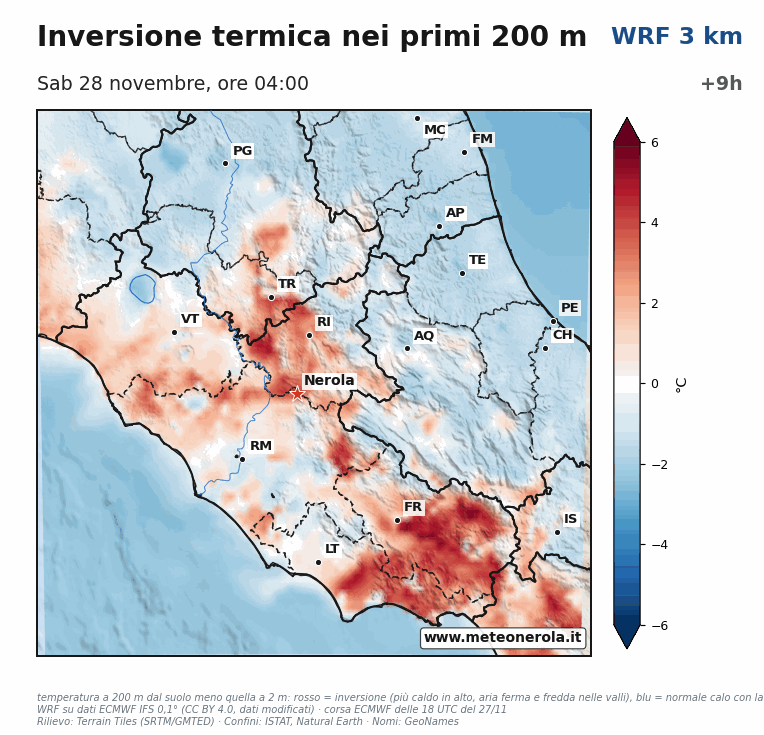 Inversione termica nei primi 200 m WRF 3 km
Sab 28 novembre, ore 04:00 +9h
MC
FM
PG
AP
TE
TR
PE
VT
RI
AQ
CH
Nerola
RM
FR
IS
LT
www.meteonerola.it
6
4
2
0
−2
−4
−6
°C
temperatura a 200 m dal suolo meno quella a 2 m: rosso = inversione (più caldo in alto, aria ferma e fredda nelle valli), blu = normale calo con la
WRF su dati ECMWF IFS 0,1° (CC BY 4.0, dati modificati) · corsa ECMWF delle 18 UTC del 27/11
Rilievo: Terrain Tiles (SRTM/GMTED) · Confini: ISTAT, Natural Earth · Nomi: GeoNames